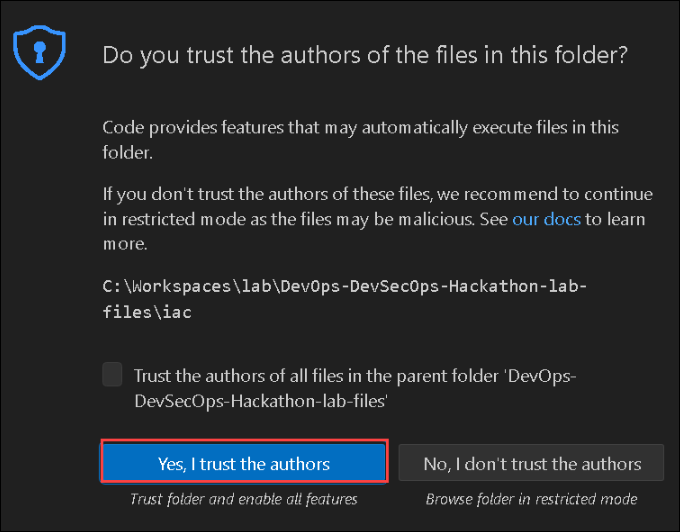 Do you trust the authors of the files in this folder?
Code provides features that may automatically execute files in this
folder.
If you don't trust the authors of these files, we recommend to continue
in restricted mode as the files may be malicious. See our docs to learn
more.
C:\Workspaces\lab\DevOps-DevSecOps-Hackathon-lab-
files\iac
Trust the authors of all files in the parent folder 'DevOps-
DevSecOps-Hackathon-lab-files'
Yes, I trust the authors
No, I don't trust the authors
Trust folder and enable all features
Browse folder in restricted mode